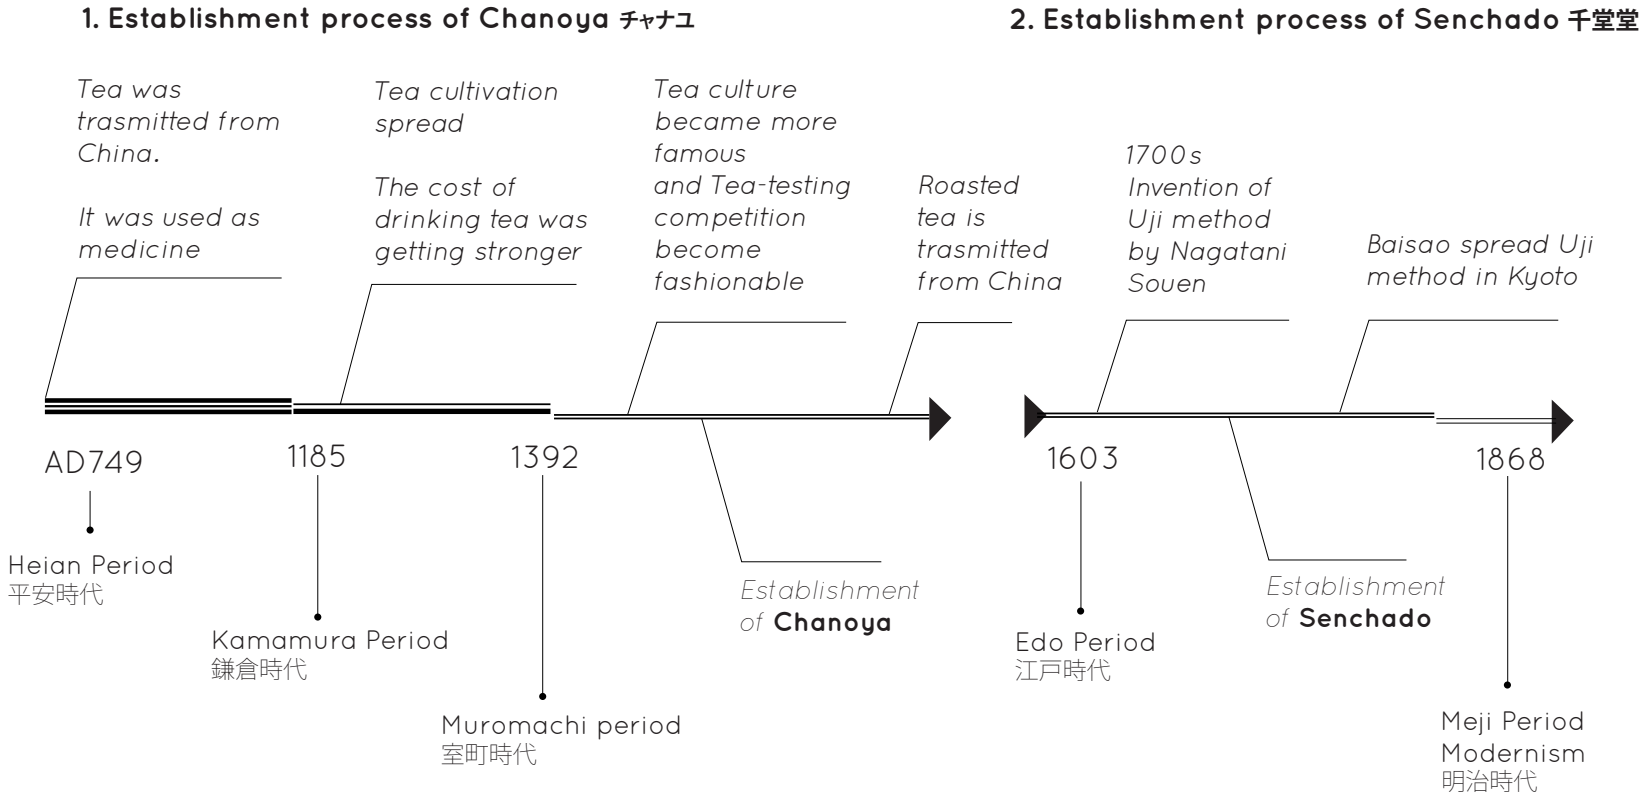 1. Establishment process of Chanoya チャナユ
2. Establishment process of Senchado 千堂堂
Tea was
trasmitted from
China.
It was used as
medicine
Tea cultivation
spread
The cost of
drinking tea was
getting stronger
Tea culture
became more
famous
and Tea-testing
competition
become
fashionable
Roasted
tea is
trasmitted
from China
1700s
Invention of
Uji method
by Nagatani
Souen
Baisao spread Uji
method in Kyoto
AD749
1185
1392
1603
1868
Heian Period
平安時代
Kamamura Period
鎌倉時代
Muromachi period
室町時代
Establishment
of Chanoya
Edo Period
江戸時代
Establishment
of Senchado
Meji Period
Modernism
明治時代